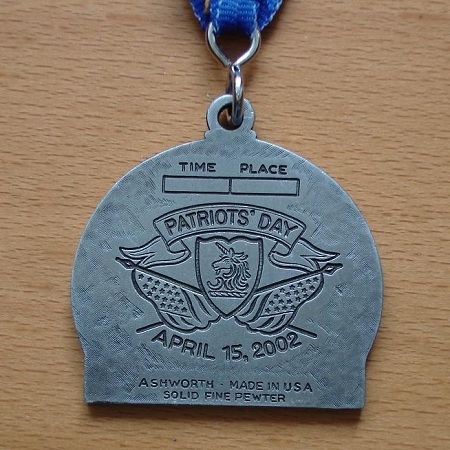 TIME PLACE
PATRIOTS' DAY
APRIL 15, 2002
ASHWORTH - MADE IN USA
SOLID FINE PEWTER